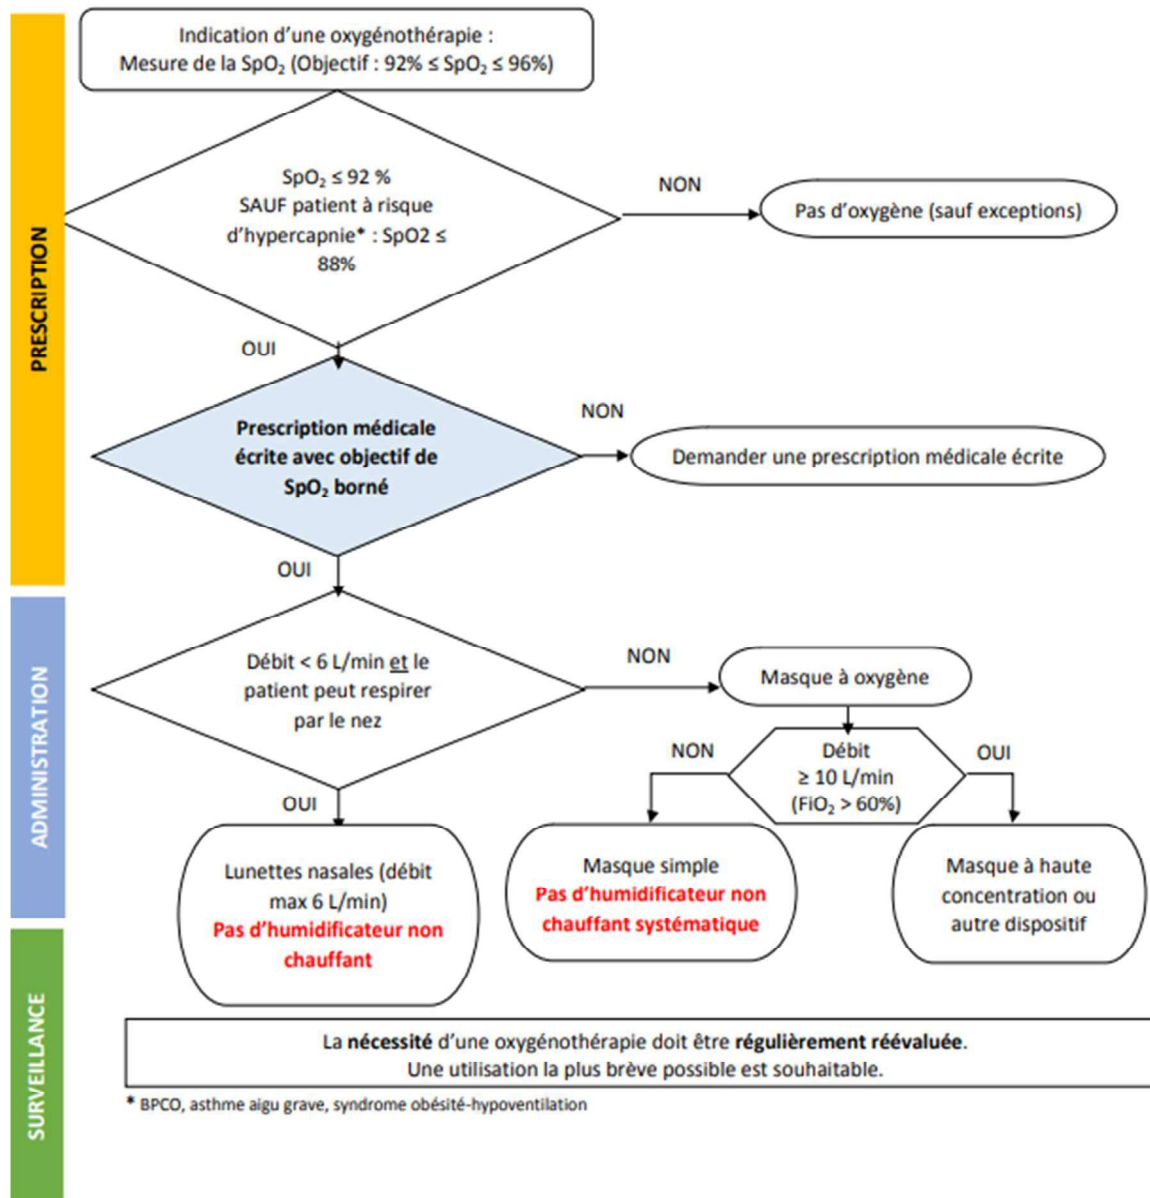 PRESCRIPTION
Indication d'une oxygénothérapie :
Mesure de la SpO₂ (Objectif : 92% ≤ SpO₂ ≤ 96%)
SpO₂ ≤ 92 %
SAUF patient à risque
d'hypercapnie* : SpO2 ≤
88%
NON
Pas d'oxygène (sauf exceptions)
OUI
Prescription médicale
écrite avec objectif de
SpO₂ borné
NON
Demander une prescription médicale écrite
OUI
ADMINISTRATION
Débit < 6 L/min et le
patient peut respirer
par le nez
NON
Masque à oxygène
NON
Débit
≥ 10 L/min
(FiO₂ > 60%)
OUI
OUI
Lunettes nasales (débit
max 6 L/min)
Pas d'humidificateur non
chauffant
Masque simple
Pas d'humidificateur non
chauffant systématique
Masque à haute
concentration ou
autre dispositif
SURVEILLANCE
La nécessité d'une oxygénothérapie doit être régulièrement réévaluée.
Une utilisation la plus brève possible est souhaitable.
* BPCO, asthme aigu grave, syndrome obésité-hypoventilation